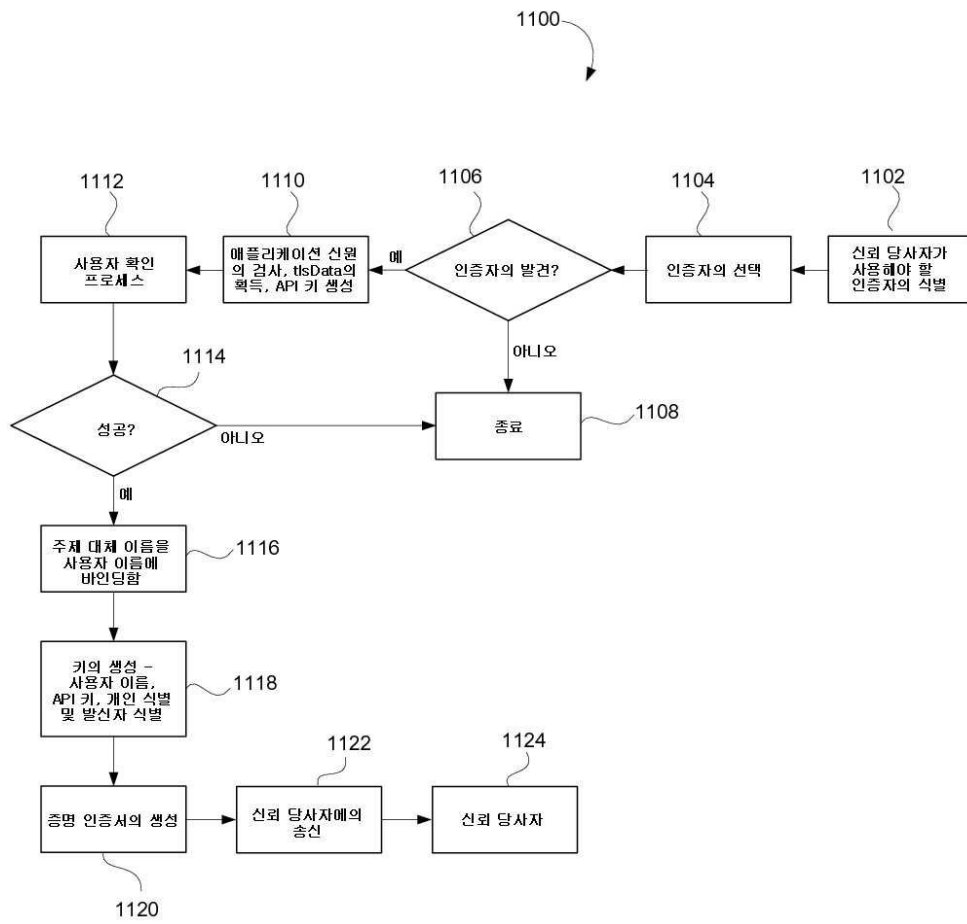 1100
1112
1110
1106
1104
1102
사용자 확인
프로세스
애플리케이션 신원
의 검사, tlsData의
획득, API 키 생성
예
인증자의 발견?
인증자의 선택
신뢰 당사자가
사용해야 할
인증자의 식별
아니오
1114
성공?
아니오
종료
1108
예
주제 대체 이름을
사용자 이름에
바인딩함
1116
키의 생성 –
사용자 이름,
API 키, 개인 식별
및 발신자 식별
1118
1122
1124
증명 인증서의 생성
신뢰 당사자에의
송신
신뢰 당사자
1120